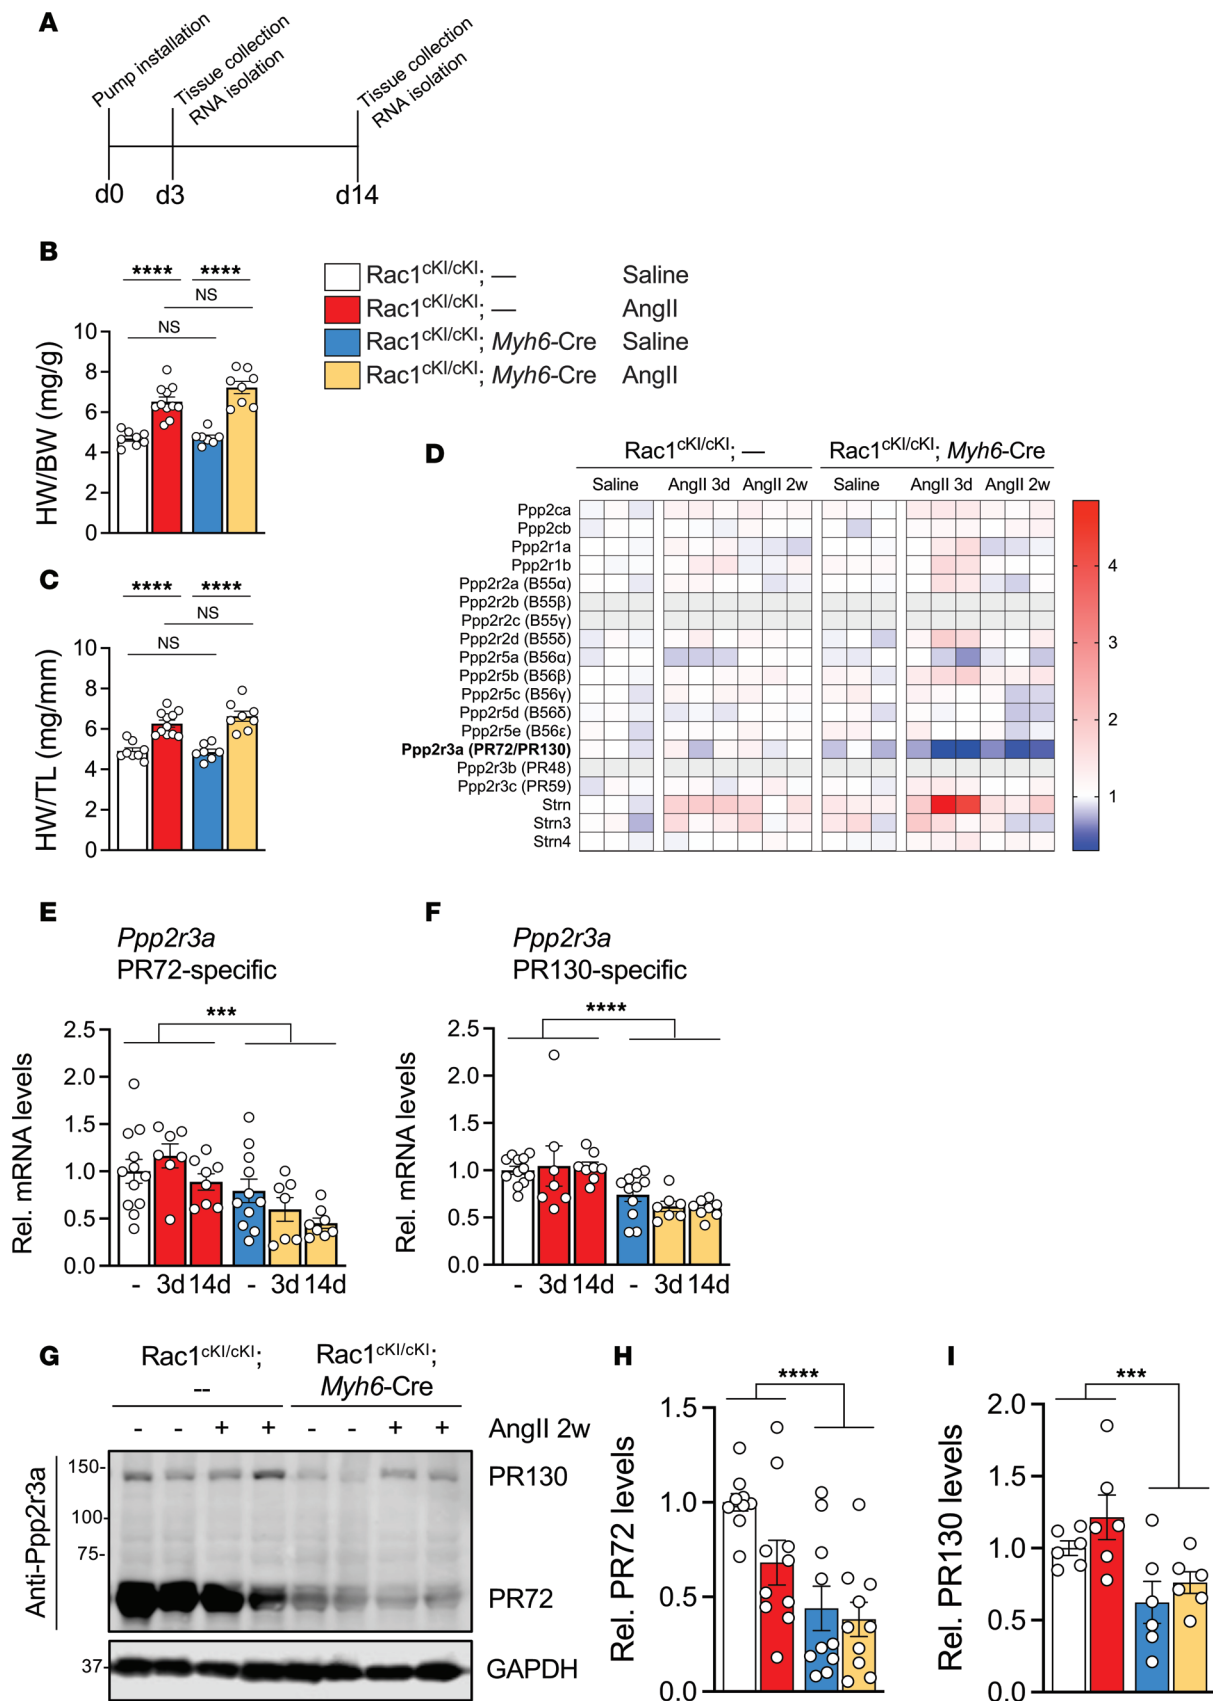 A
Pump installation
Tissue collection
RNA isolation
Tissue collection
RNA isolation
d0 d3 d14
B
**** ****
NS
NS
HW/BW (mg/g)
10
8
6
4
2
0
Rac1cKI/cKI; — Saline
Rac1cKI/cKI; — AngII
Rac1cKI/cKI; Myh6-Cre Saline
Rac1cKI/cKI; Myh6-Cre AngII
C
**** ****
NS
NS
HW/TL (mg/mm)
10
8
6
4
2
0
D
Rac1cKI/cKI; — Rac1cKI/cKI; Myh6-Cre
Saline AngII 3d AngII 2w Saline AngII 3d AngII 2w
Ppp2ca
Ppp2cb
Ppp2r1a
Ppp2r1b
Ppp2r2a (B55α)
Ppp2r2b (B55β)
Ppp2r2c (B55γ)
Ppp2r2d (B55δ)
Ppp2r5a (B56α)
Ppp2r5b (B56β)
Ppp2r5c (B56γ)
Ppp2r5d (B56δ)
Ppp2r5e (B56ε)
Ppp2r3a (PR72/PR130)
Ppp2r3b (PR48)
Ppp2r3c (PR59)
Strn
Strn3
Strn4
4
3
2
1
E
Ppp2r3a
PR72-specific
***
Rel. mRNA levels
2.5
2.0
1.5
1.0
0.5
0.0
- 3d 14d - 3d 14d
F
Ppp2r3a
PR130-specific
****
Rel. mRNA levels
2.5
2.0
1.5
1.0
0.5
0.0
- 3d 14d - 3d 14d
G
Rac1cKI/cKI; Rac1cKI/cKI;
-- Myh6-Cre
- - + + - - + + AngII 2w
Anti-Ppp2r3a
150-
100-
75-
37-
PR130
PR72
GAPDH
H
****
Rel. PR72 levels
1.5
1.0
0.5
0.0
I
***
Rel. PR130 levels
2.0
1.5
1.0
0.5
0.0